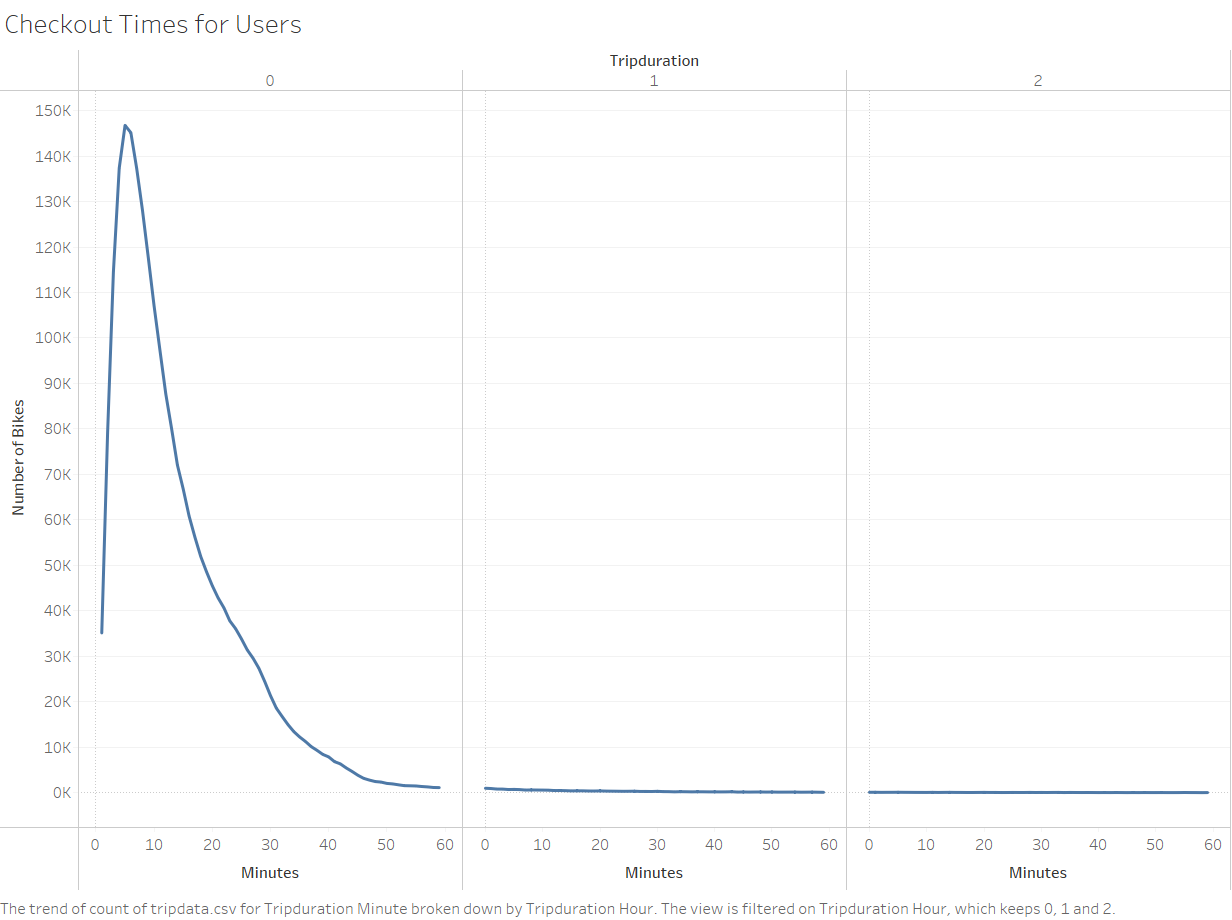 Checkout Times for Users
Tripduration
0 1 2
150K
140K
130K
120K
110K
100K
90K
80K
70K
60K
50K
40K
30K
20K
10K
0K
Number of Bikes
0 10 20 30 40 50 60 0 10 20 30 40 50 60 0 10 20 30 40 50 60
Minutes Minutes Minutes
The trend of count of tripdata.csv for Tripduration Minute broken down by Tripduration Hour. The view is filtered on Tripduration Hour, which keeps 0, 1 and 2.